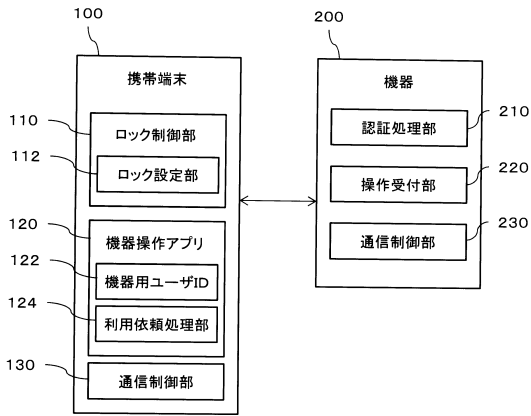 100
携帯端末
110
ロック制御部
112
ロック設定部
120
機器操作アプリ
122
機器用ユーザID
124
利用依頼処理部
130
通信制御部
200
機器
210
認証処理部
220
操作受付部
230
通信制御部